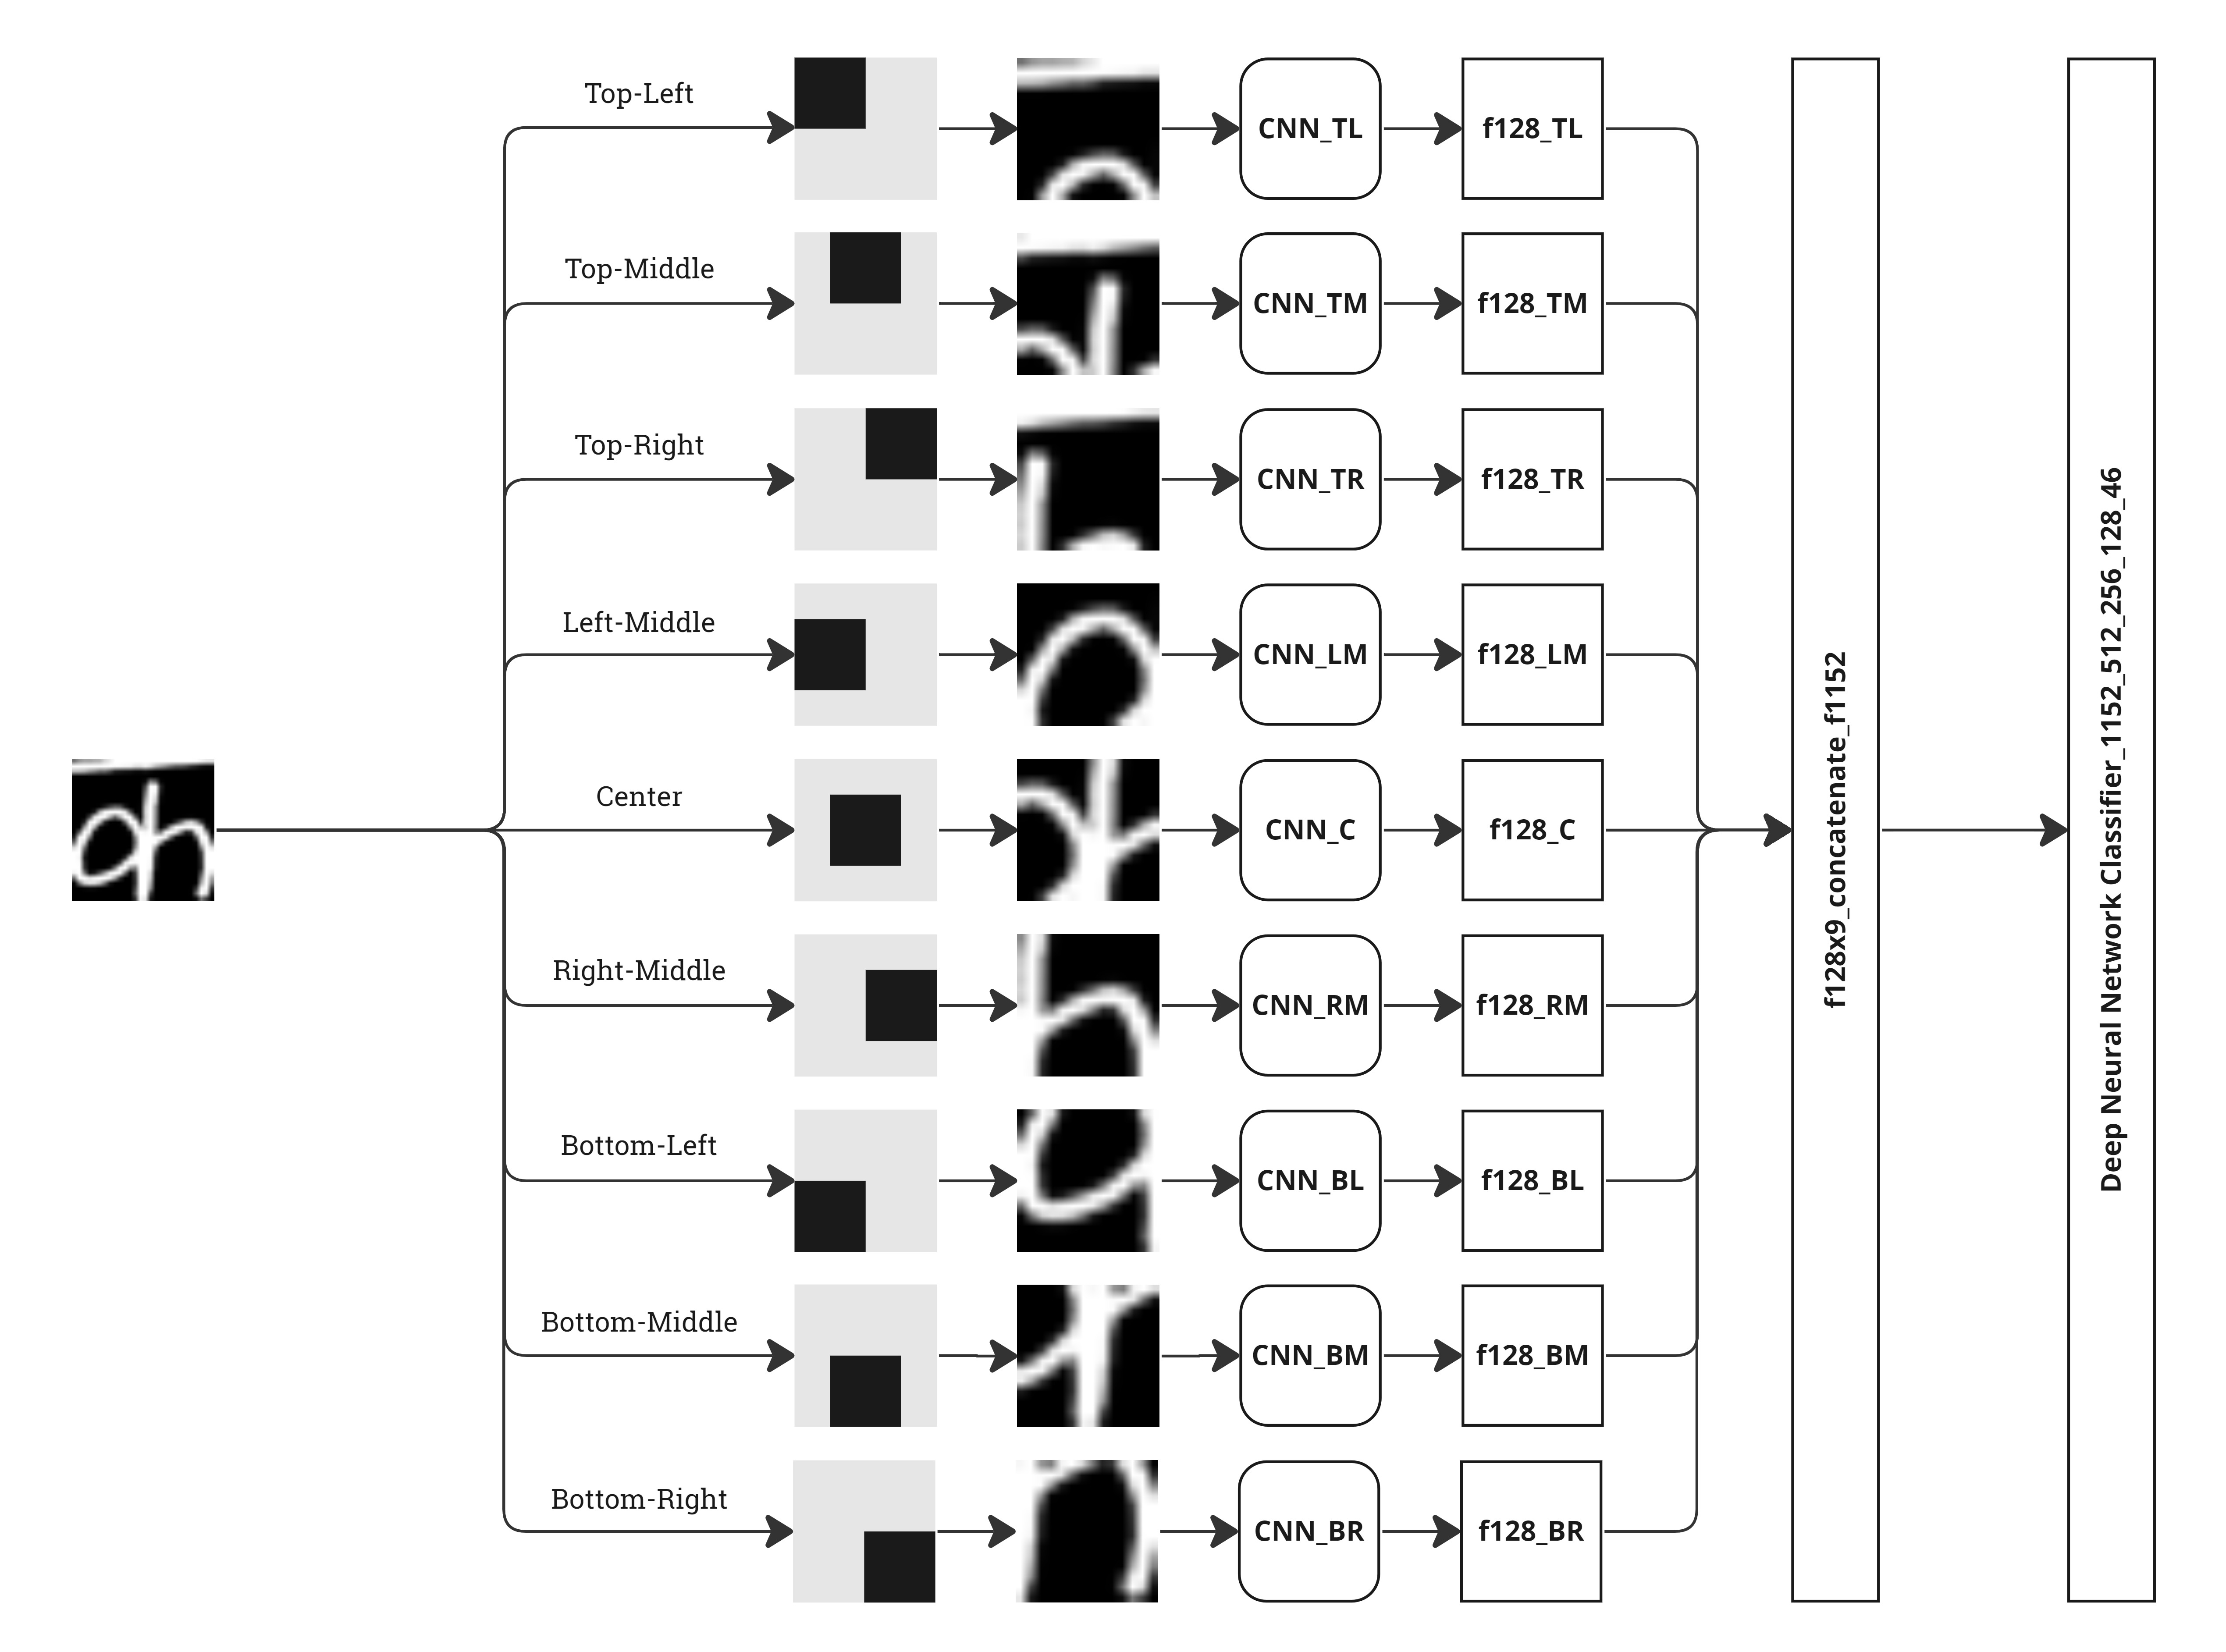 Top-Left
CNN_TL
f128_TL
Top-Middle
CNN_TM
f128_TM
Top-Right
CNN_TR
f128_TR
Left-Middle
CNN_LM
f128_LM
Center
CNN_C
f128_C
Right-Middle
CNN_RM
f128_RM
Bottom-Left
CNN_BL
f128_BL
Bottom-Middle
CNN_BM
f128_BM
Bottom-Right
CNN_BR
f128_BR
f128x9_concatenate_f1152
Deep Neural Network Classifier_1152_512_256_128_46